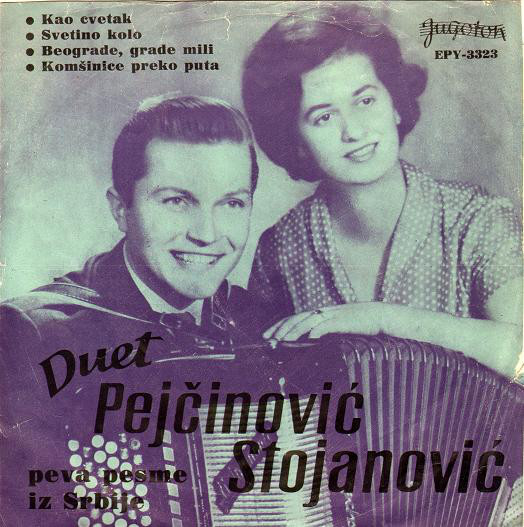 • Kao cvetak
• Svetino kolo
• Beograde, grade mili
• Komšinice preko puta
Jugoton
EPY-3323
Duet
Pejčinović
Stojanović
peva pesme
iz Srbije